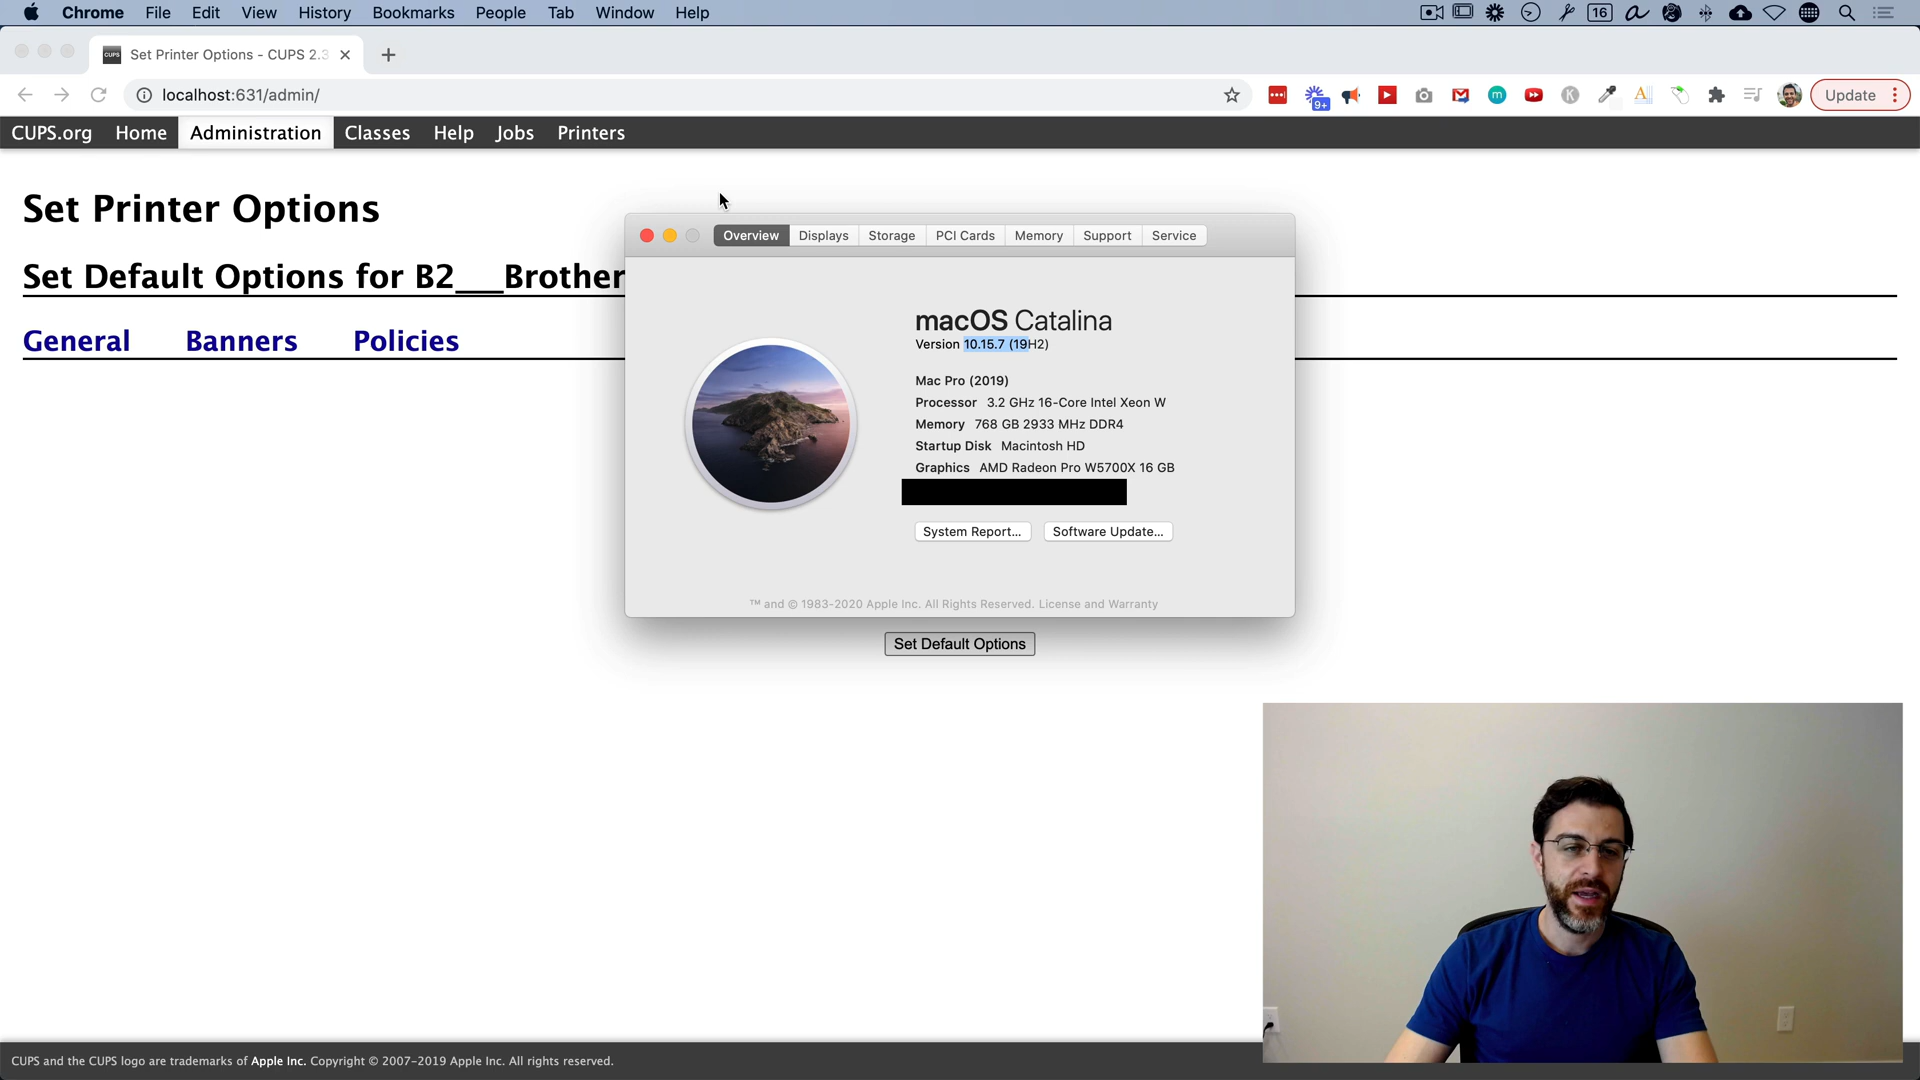 Chrome File Edit View History Bookmarks People Tab Window Help
16
CUPS Set Printer Options - CUPS 2.3
localhost:631/admin/
9+
m
K
Update
CUPS.org Home Administration Classes Help Jobs Printers
Set Printer Options
Set Default Options for B2___Brother
General Banners Policies
Overview Displays Storage PCI Cards Memory Support Service
macOS Catalina
Version 10.15.7 (19H2)
Mac Pro (2019)
Processor 3.2 GHz 16-Core Intel Xeon W
Memory 768 GB 2933 MHz DDR4
Startup Disk Macintosh HD
Graphics AMD Radeon Pro W5700X 16 GB
System Report... Software Update...
™ and © 1983-2020 Apple Inc. All Rights Reserved. License and Warranty
Set Default Options
CUPS and the CUPS logo are trademarks of Apple Inc. Copyright © 2007-2019 Apple Inc. All rights reserved.